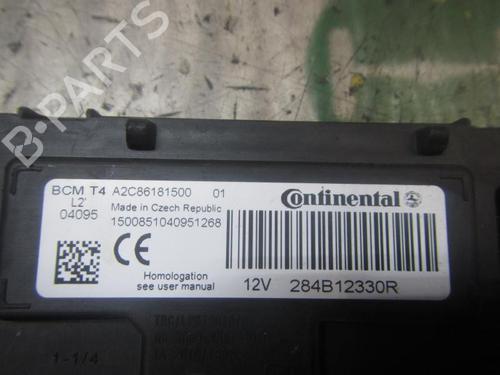 B-PARTS
BCM T4 A2C86181500 01
L2'
04095
Made in Czech Republic
1500851040951268
CE
Homologation
see user manual
Continental
12V 284B12330R
1-1/4